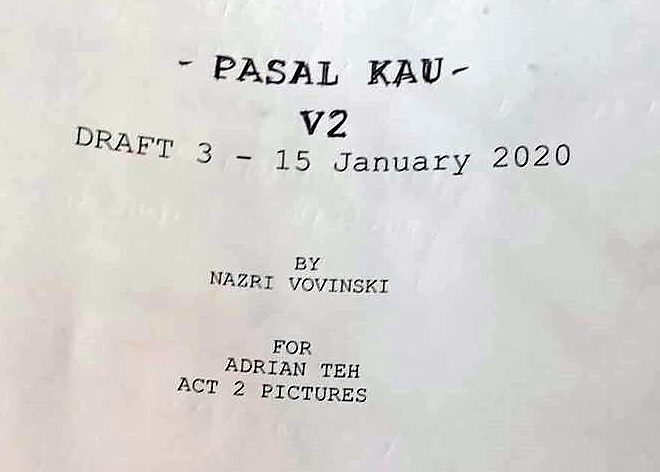 - PASAL KAU -
V2
DRAFT 3 - 15 January 2020
BY
NAZRI VOVINSKI
FOR
ADRIAN TEH
ACT 2 PICTURES